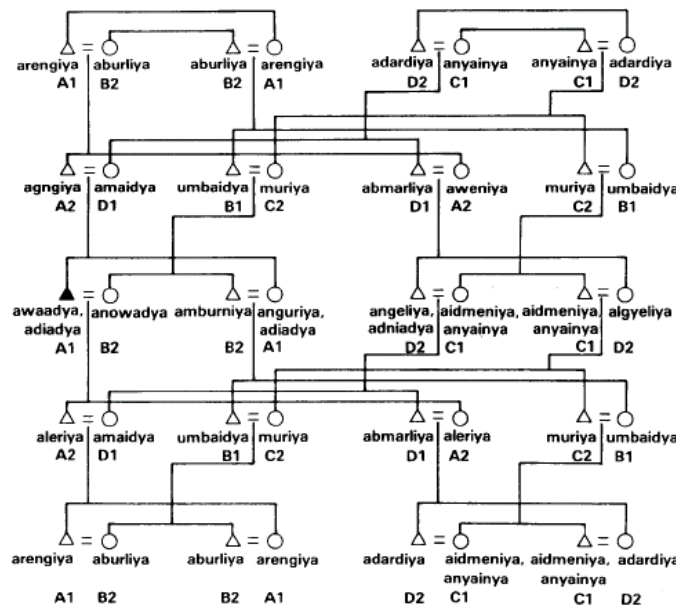 arengiya aburliya aburliya arengiya adardiya anyainya anyainya adardiya
A1 B2 B2 A1 D2 C1 C1 D2
agngiya amaidya umbaidya muriya abmarliya aweniya muriya umbaidya
A2 D1 B1 C2 D1 A2 C2 B1
awaadya, anowadya amburniya anguriya, angeliya, aidmeniya, aidmeniya, algyeliya
adiadya adiadya adniadya anyainya anyainya
A1 B2 B2 A1 D2 C1 C1 D2
aleriya amaidya umbaidya muriya abmarliya aleriya muriya umbaidya
A2 D1 B1 C2 D1 A2 C2 B1
arengiya aburliya aburliya arengiya adardiya aidmeniya, aidmeniya, adardiya
anyainya anyainya
A1 B2 B2 A1 D2 C1 C1 D2